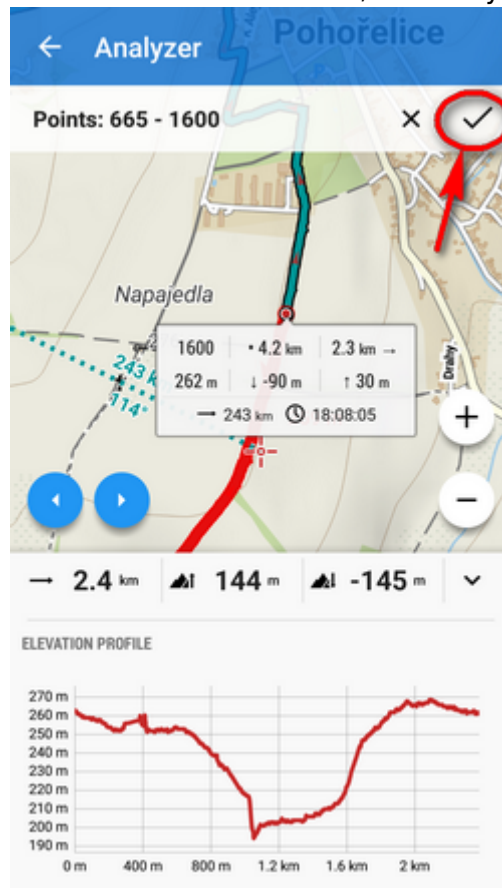 Analyzer
Pohořelice
Points: 665 - 1600
Napajedla
1600 • 4.2 km 2.3 km →
262 m ↓ -90 m ↑ 30 m
→ 243 km 18:08:05
114°
Drahy
+
−
→ 2.4 km 144 m -145 m
ELEVATION PROFILE
270 m
260 m
250 m
240 m
230 m
220 m
210 m
200 m
190 m
0 m 400 m 800 m 1.2 km 1.6 km 2 km